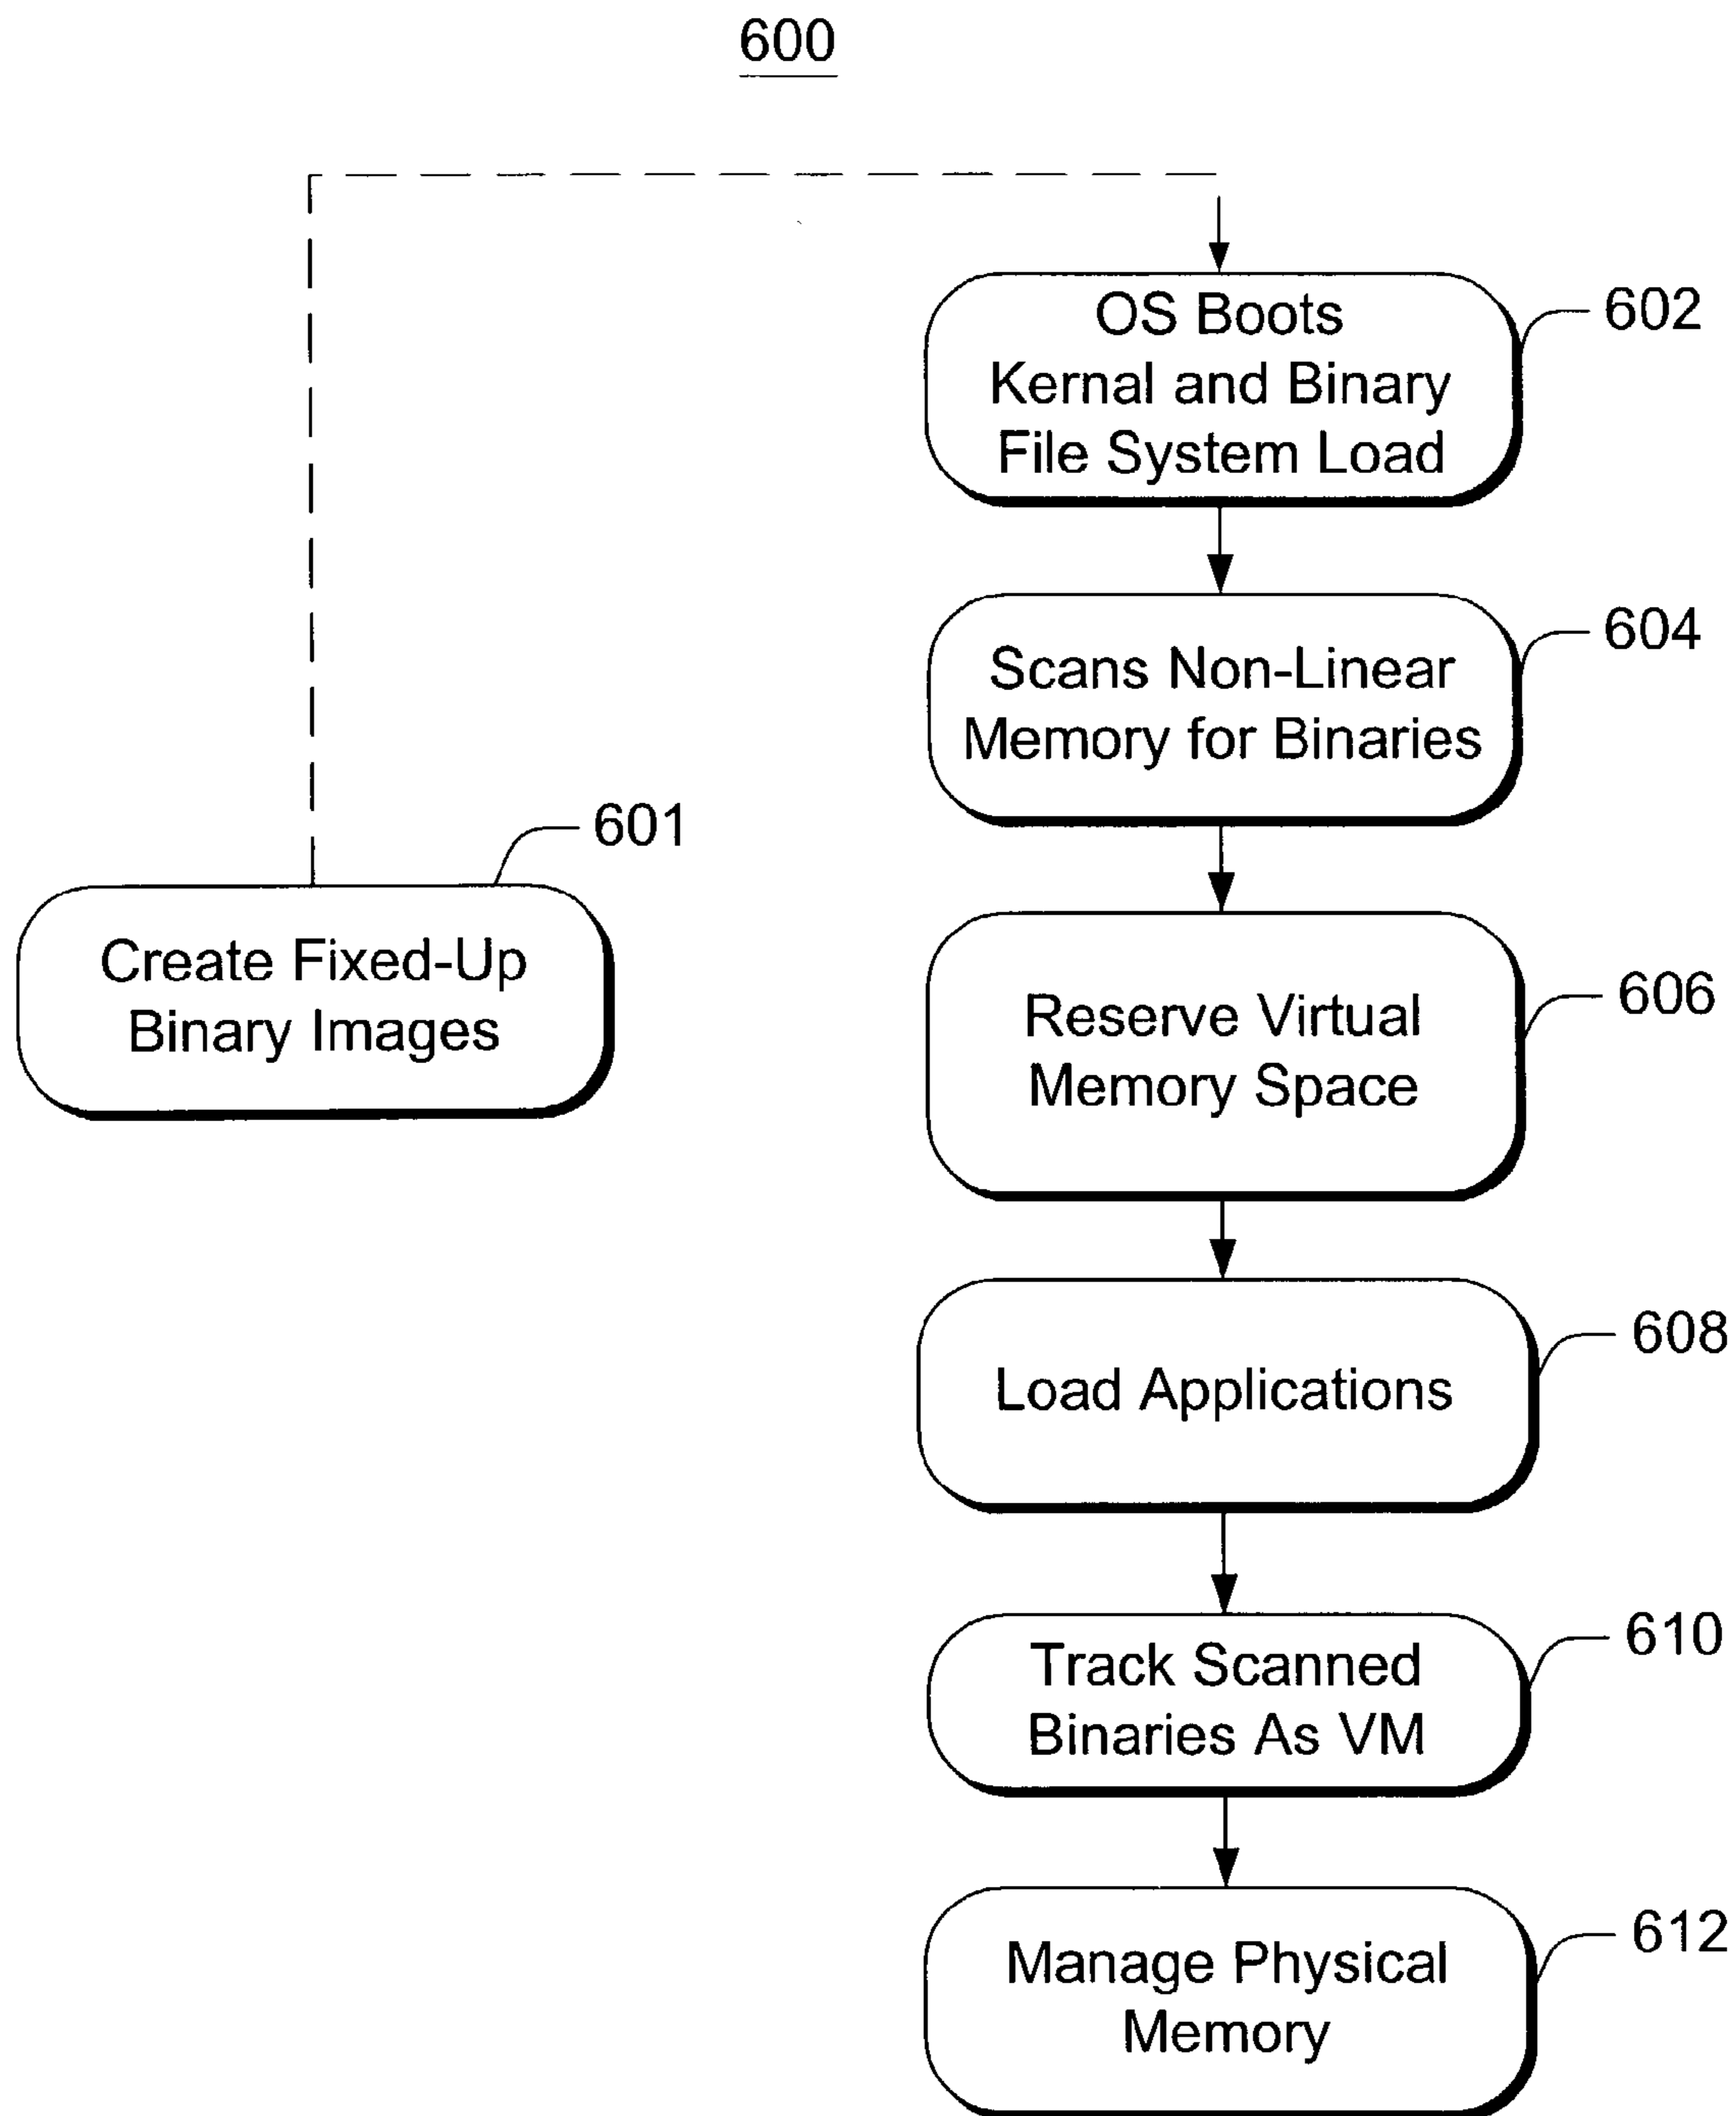 600
OS Boots
Kernal and Binary
File System Load
602
Scans Non-Linear
Memory for Binaries
604
601
Create Fixed-Up
Binary Images
Reserve Virtual
Memory Space
606
Load Applications
608
Track Scanned
Binaries As VM
610
Manage Physical
Memory
612